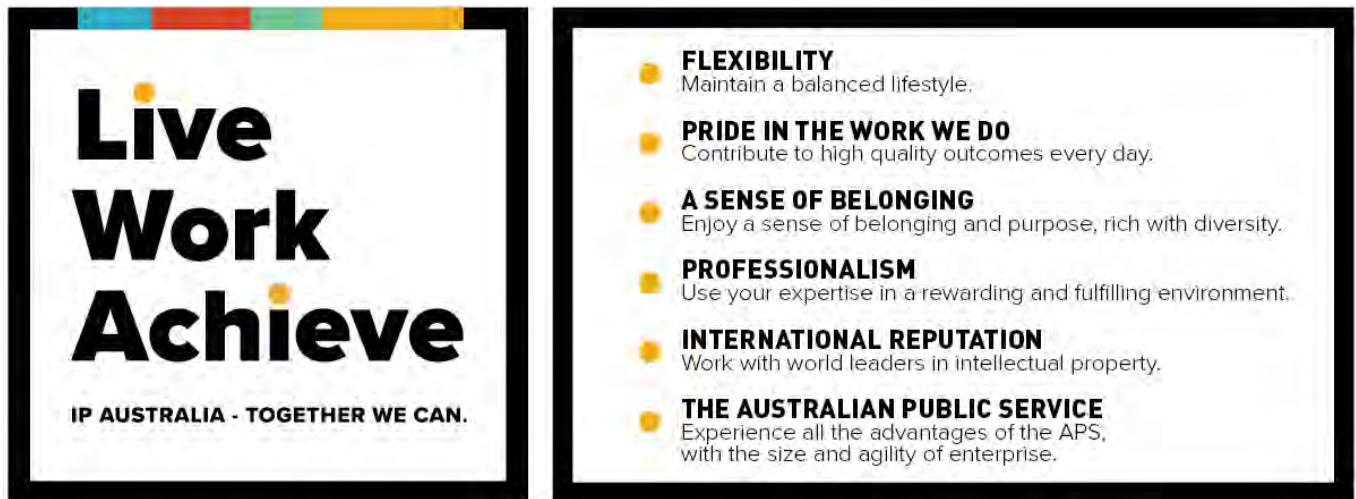 Live
Work
Achieve
IP AUSTRALIA - TOGETHER WE CAN.
FLEXIBILITY
Maintain a balanced lifestyle.
PRIDE IN THE WORK WE DO
Contribute to high quality outcomes every day.
A SENSE OF BELONGING
Enjoy a sense of belonging and purpose, rich with diversity.
PROFESSIONALISM
Use your expertise in a rewarding and fulfilling environment.
INTERNATIONAL REPUTATION
Work with world leaders in intellectual property.
THE AUSTRALIAN PUBLIC SERVICE
Experience all the advantages of the APS,
with the size and agility of enterprise.